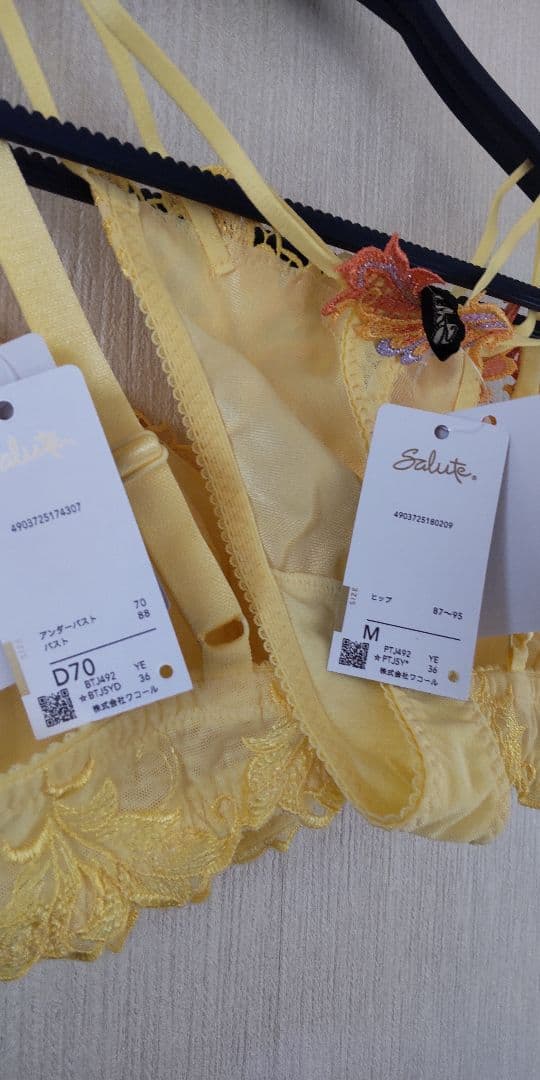 Salute
4903725174307
アンダーバスト 70
バスト 88
SIZE
D70
BTJ492 YE
☆BTJ5YD 36
株式会社ワコール
Salute®
4903725180209
ヒップ 87〜95
SIZE
M
PTJ492 YE
☆PTJ5Y* 36
株式会社ワコール